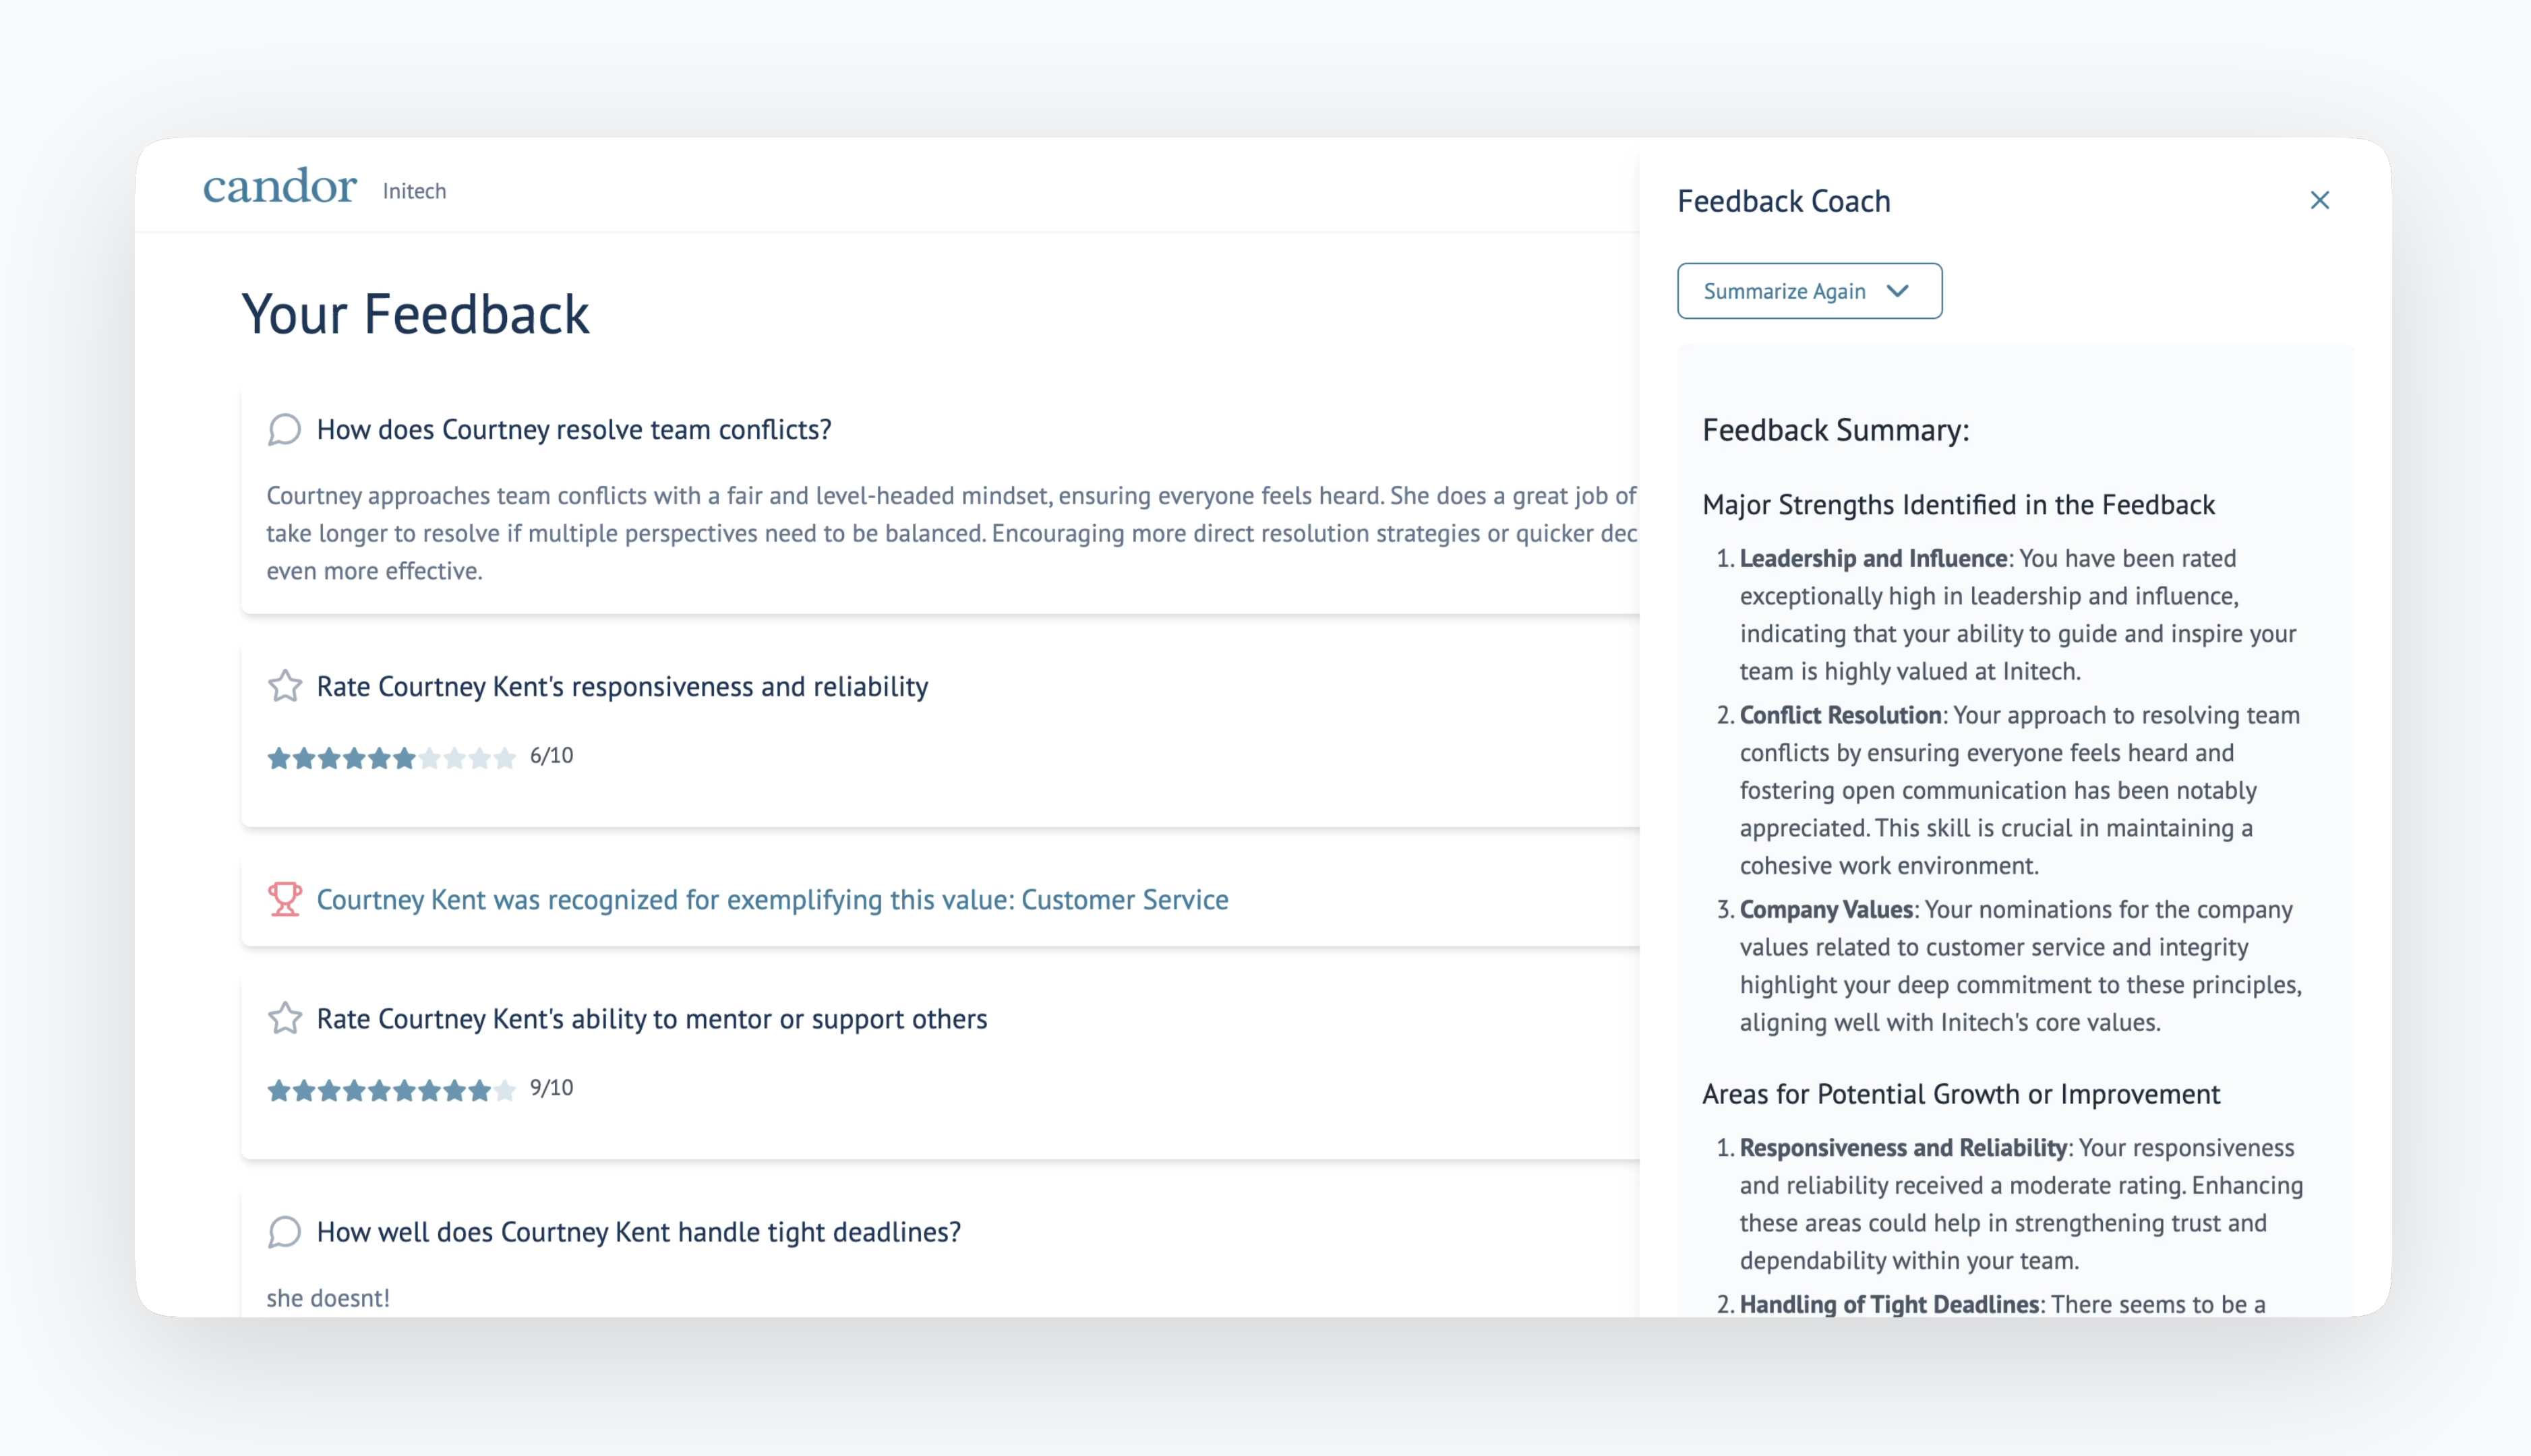 candor Initech
Your Feedback
How does Courtney resolve team conflicts?
Courtney approaches team conflicts with a fair and level-headed mindset, ensuring everyone feels heard. She does a great job of
take longer to resolve if multiple perspectives need to be balanced. Encouraging more direct resolution strategies or quicker dec
even more effective.
Rate Courtney Kent's responsiveness and reliability
6/10
Courtney Kent was recognized for exemplifying this value: Customer Service
Rate Courtney Kent's ability to mentor or support others
9/10
How well does Courtney Kent handle tight deadlines?
she doesnt!
Feedback Coach
Summarize Again
Feedback Summary:
Major Strengths Identified in the Feedback
1. Leadership and Influence: You have been rated
exceptionally high in leadership and influence,
indicating that your ability to guide and inspire your
team is highly valued at Initech.
2. Conflict Resolution: Your approach to resolving team
conflicts by ensuring everyone feels heard and
fostering open communication has been notably
appreciated. This skill is crucial in maintaining a
cohesive work environment.
3. Company Values: Your nominations for the company
values related to customer service and integrity
highlight your deep commitment to these principles,
aligning well with Initech's core values.
Areas for Potential Growth or Improvement
1. Responsiveness and Reliability: Your responsiveness
and reliability received a moderate rating. Enhancing
these areas could help in strengthening trust and
dependability within your team.
2. Handling of Tight Deadlines: There seems to be a